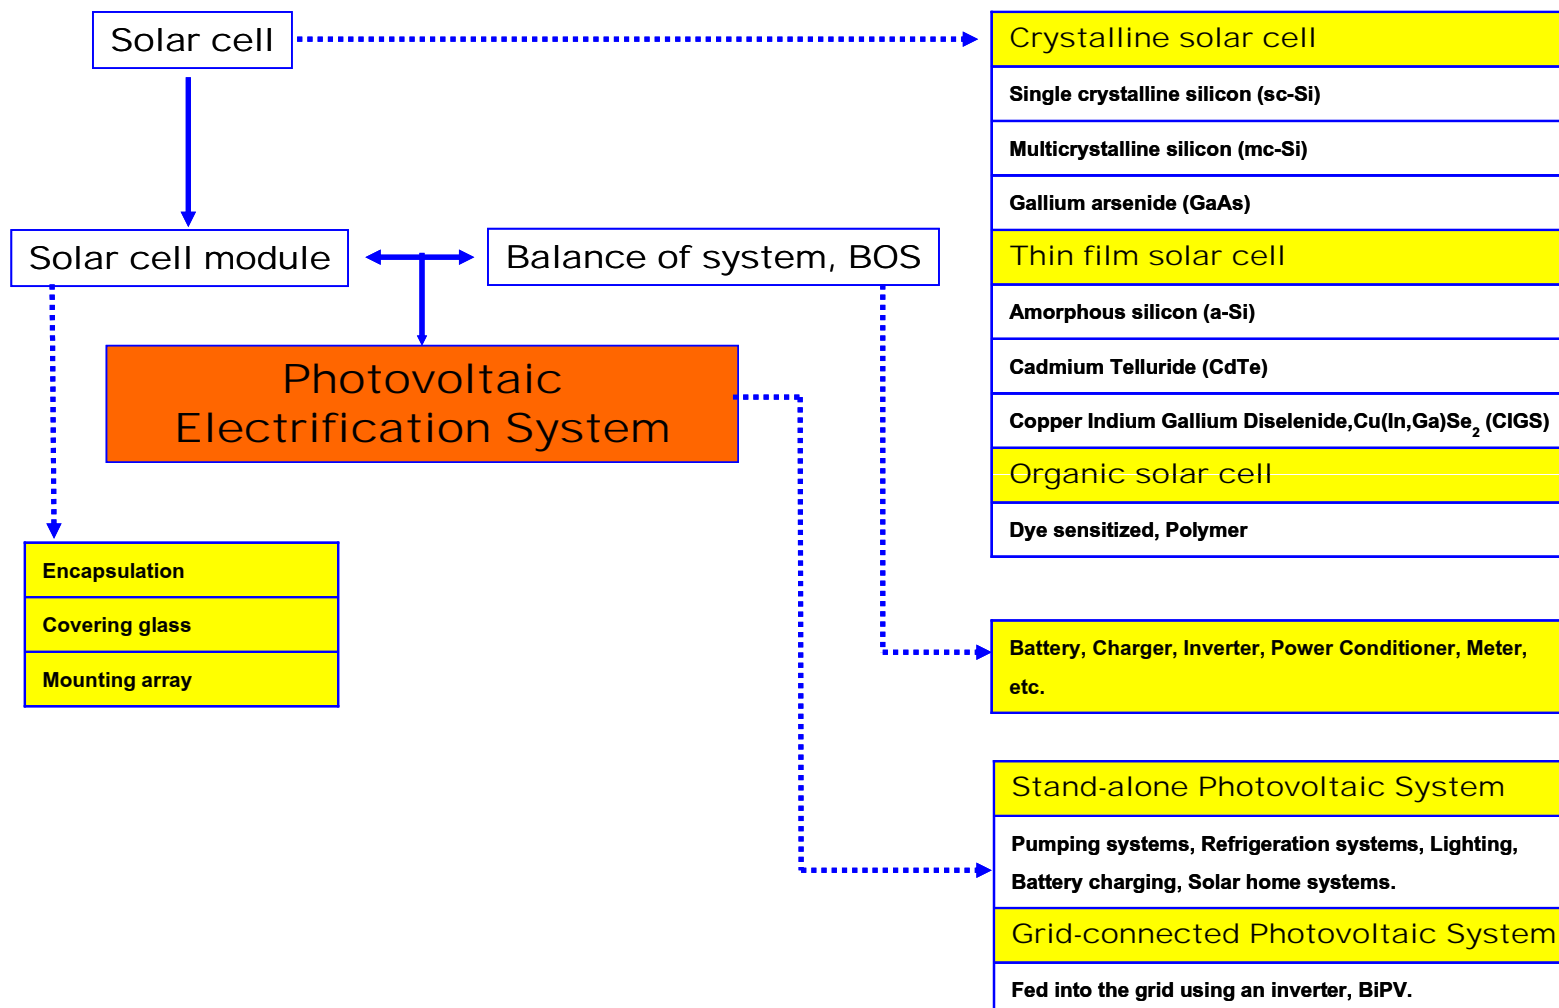 Solar cell
Crystalline solar cell
Single crystalline silicon (sc-Si)
Multicrystalline silicon (mc-Si)
Gallium arsenide (GaAs)
Solar cell module
Balance of system, BOS
Thin film solar cell
Amorphous silicon (a-Si)
Cadmium Telluride (CdTe)
Copper Indium Gallium Diselenide,Cu(In,Ga)Se₂ (CIGS)
Photovoltaic
Electrification System
Organic solar cell
Dye sensitized, Polymer
Encapsulation
Covering glass
Mounting array
Battery, Charger, Inverter, Power Conditioner, Meter,
etc.
Stand-alone Photovoltaic System
Pumping systems, Refrigeration systems, Lighting,
Battery charging, Solar home systems.
Grid-connected Photovoltaic System
Fed into the grid using an inverter, BiPV.